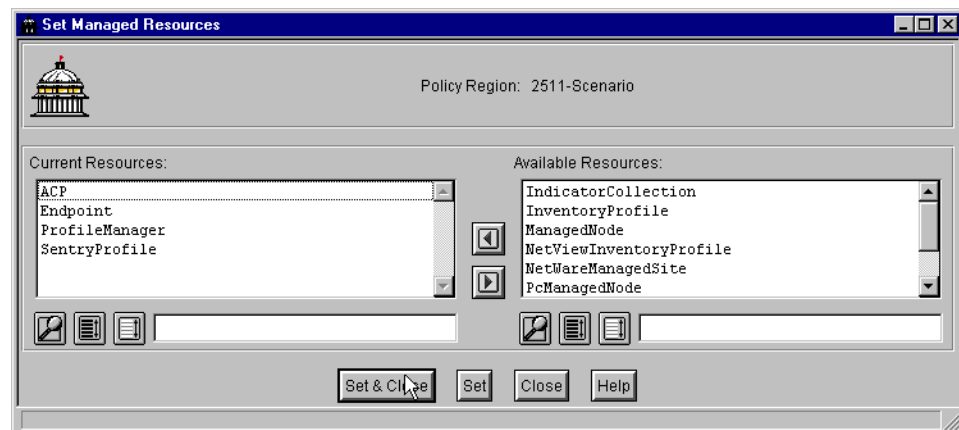 Set Managed Resources
Policy Region: 2511-Scenario
Current Resources:
ACP
Endpoint
ProfileManager
SentryProfile
Available Resources:
IndicatorCollection
InventoryProfile
ManagedNode
NetViewInventoryProfile
NetWareManagedSite
PcManagedNode
Set & Close
Set
Close
Help